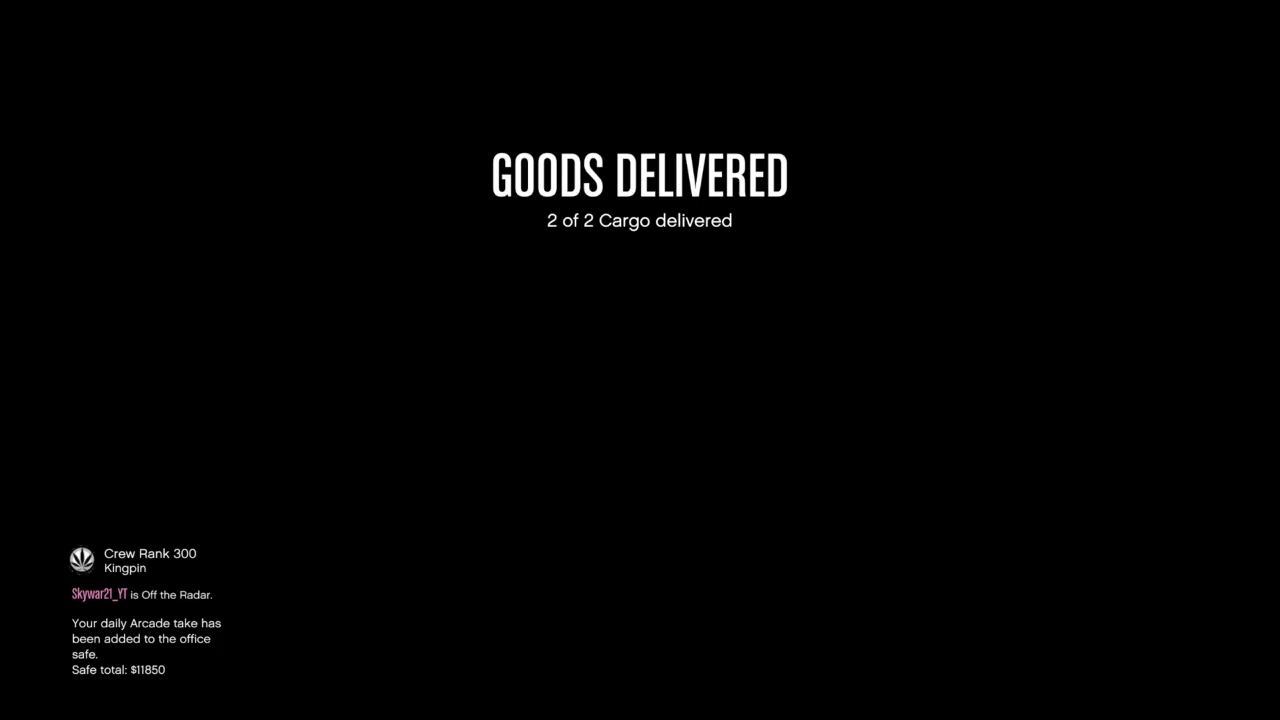 GOODS DELIVERED
2 of 2 Cargo delivered
Crew Rank 300
Kingpin
Skywar21_YT is Off the Radar.
Your daily Arcade take has
been added to the office
safe.
Safe total: $11850